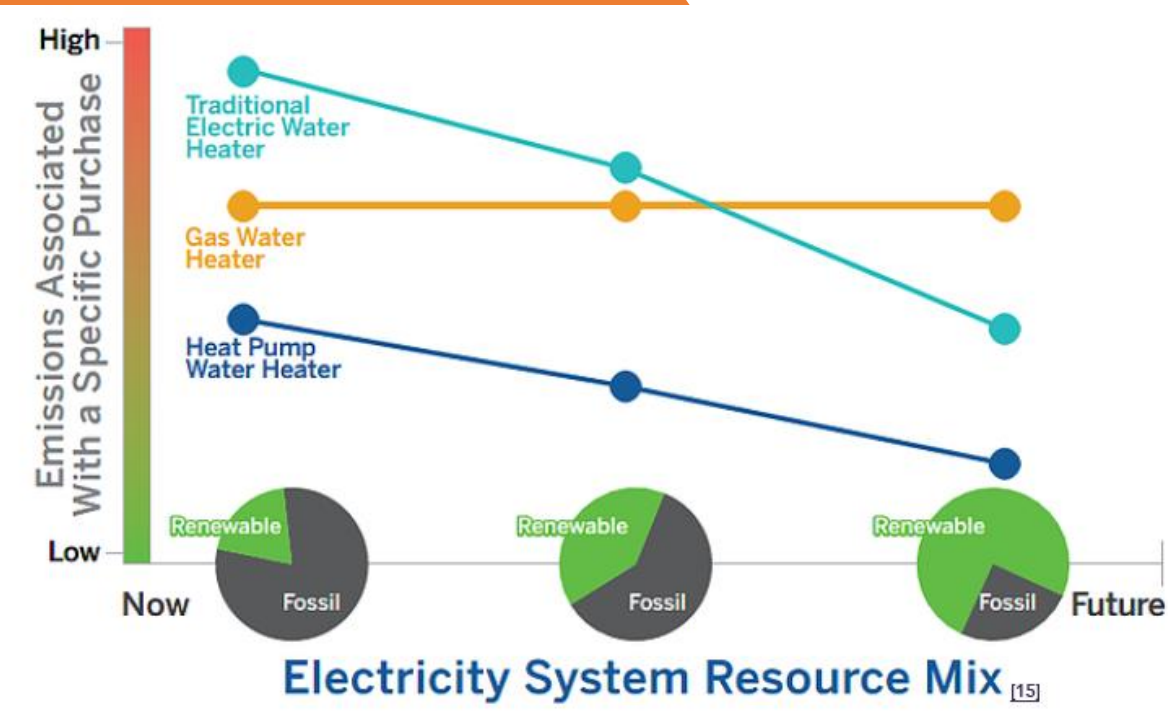 High
Emissions Associated
With a Specific Purchase
Traditional
Electric Water
Heater
Gas Water
Heater
Heat Pump
Water Heater
Low
Renewable
Fossil
Renewable
Fossil
Renewable
Fossil
Now
Future
Electricity System Resource Mix [15]